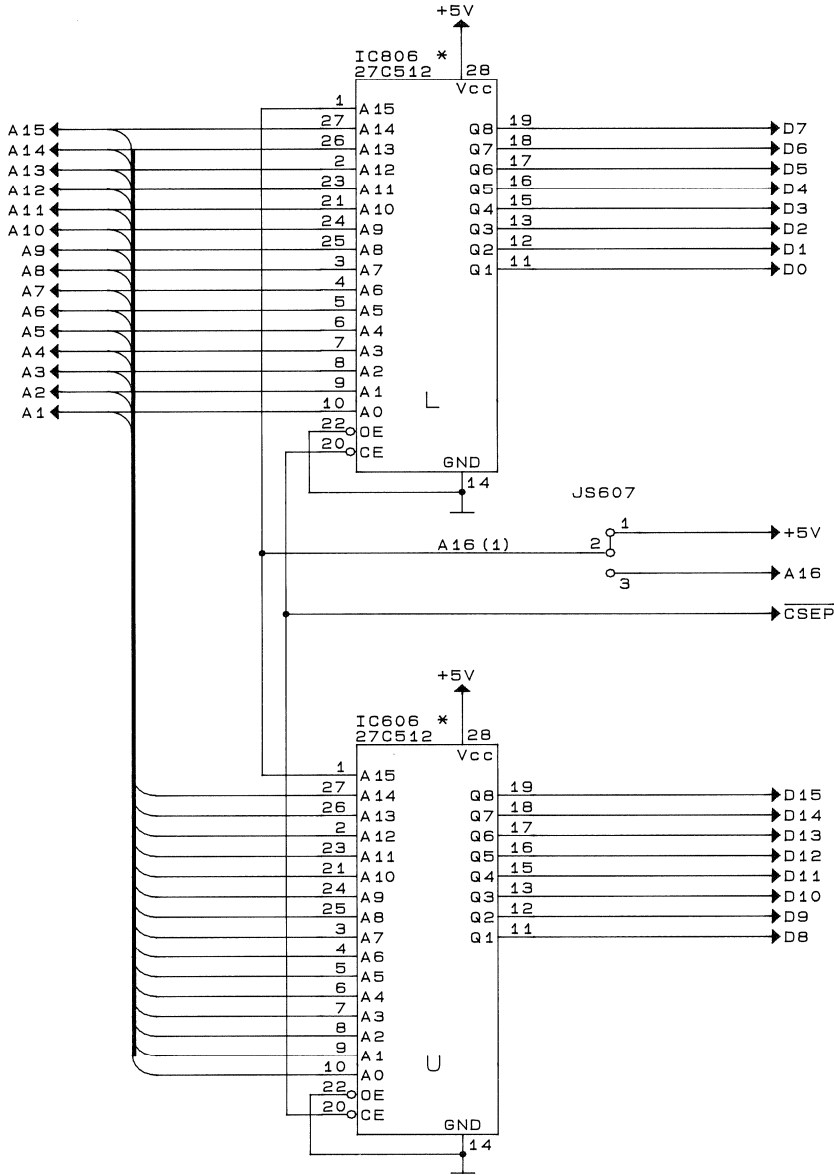 +5V
IC806 *
27C512
28
Vcc
1 A15
A15 27 A14 Q8 19 D7
A14 26 A13 Q7 18 D6
A13 2 A12 Q6 17 D5
A12 23 A11 Q5 16 D4
A11 21 A10 Q4 15 D3
A10 24 A9 Q3 13 D2
A9 25 A8 Q2 12 D1
A8 3 A7 Q1 11 D0
A7 4 A6
A6 5 A5
A5 6 A4
A4 7 A3
A3 8 A2
A2 9 A1
A1 10 A0
L
22 OE
20 CE
GND
14
JS607
1 +5V
A16 (1) 2
3 A16
CSEP
+5V
IC606 *
27C512
28
Vcc
1 A15
27 A14 Q8 19 D15
26 A13 Q7 18 D14
2 A12 Q6 17 D13
23 A11 Q5 16 D12
21 A10 Q4 15 D11
24 A9 Q3 13 D10
25 A8 Q2 12 D9
3 A7 Q1 11 D8
4 A6
5 A5
6 A4
7 A3
8 A2
9 A1
10 A0
U
22 OE
20 CE
GND
14